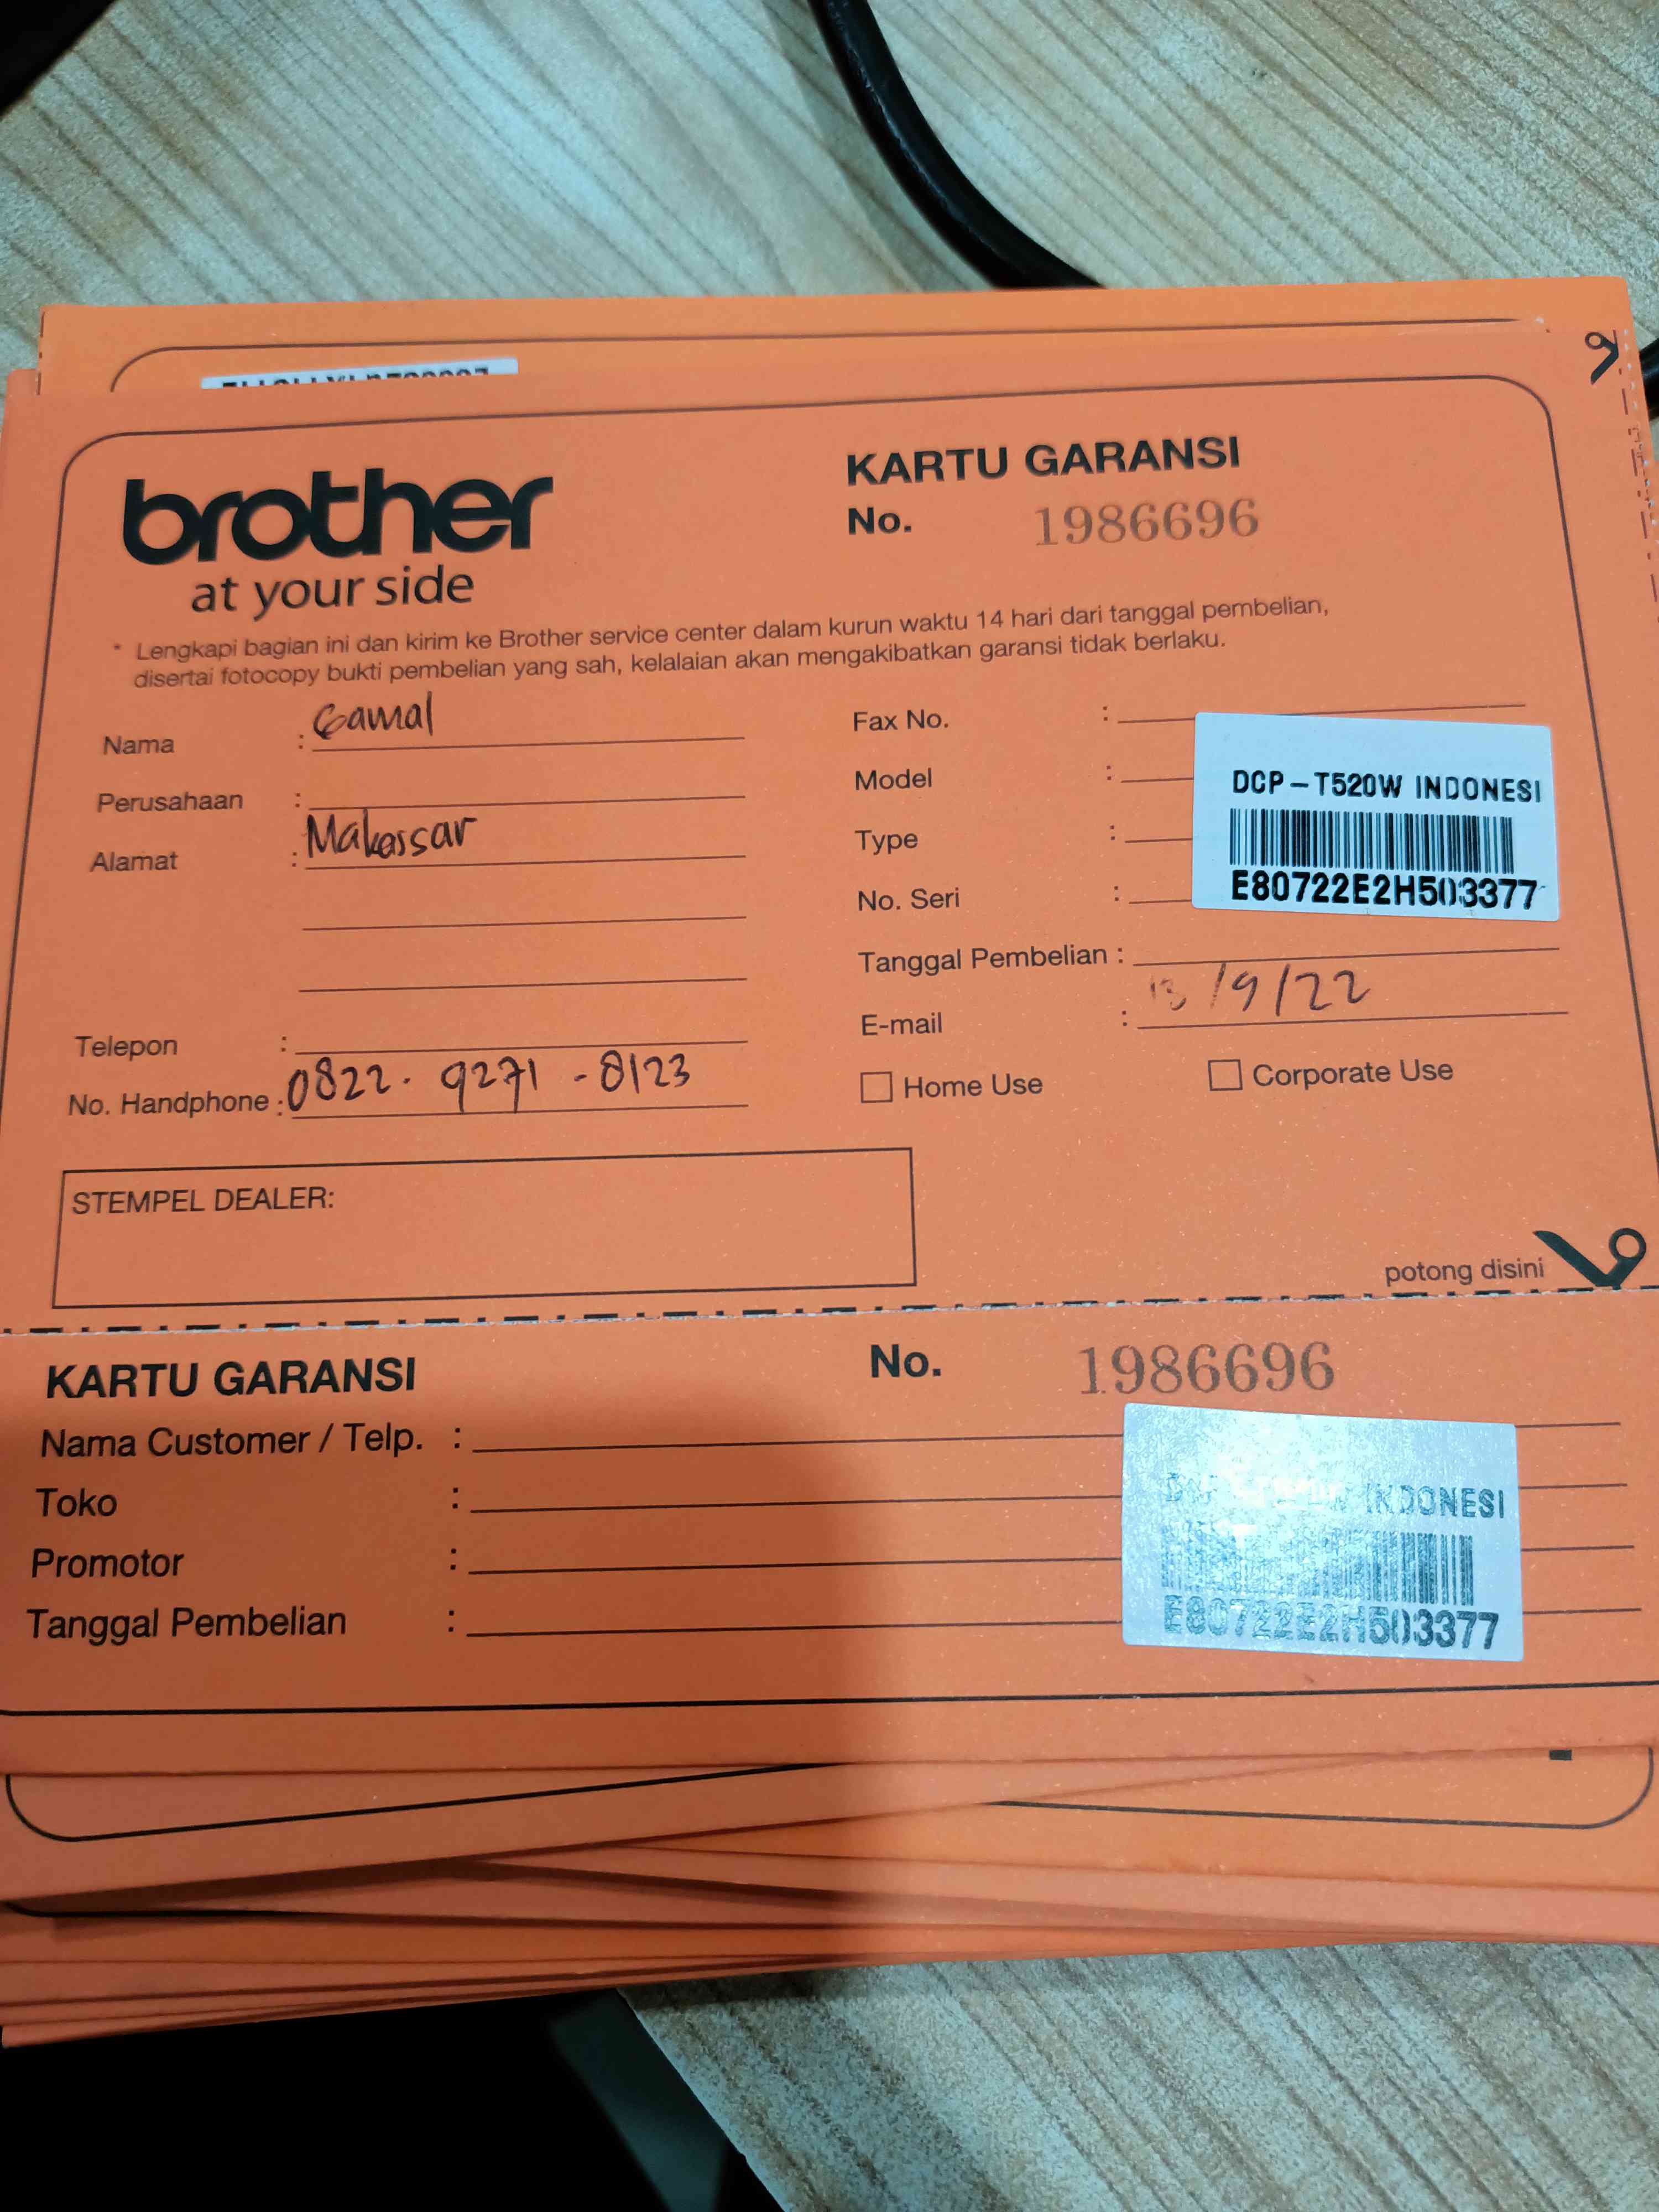 brother
at your side
KARTU GARANSI
No. 1986696
* Lengkapi bagian ini dan kirim ke Brother service center dalam kurun waktu 14 hari dari tanggal pembelian,
disertai fotocopy bukti pembelian yang sah, kelalaian akan mengakibatkan garansi tidak berlaku.
Nama : Gamal
Perusahaan :
Alamat : Makassar
Telepon :
No. Handphone : 0822. 9271 - 8123
Fax No. :
Model :
Type :
No. Seri :
DCP-T520W INDONESI
E80722E2H503377
Tanggal Pembelian :
13/9/22
E-mail :
Home Use
Corporate Use
STEMPEL DEALER:
potong disini
KARTU GARANSI
No. 1986696
Nama Customer / Telp. :
Toko :
Promotor :
Tanggal Pembelian :
INDONESI
E80722E2H503377